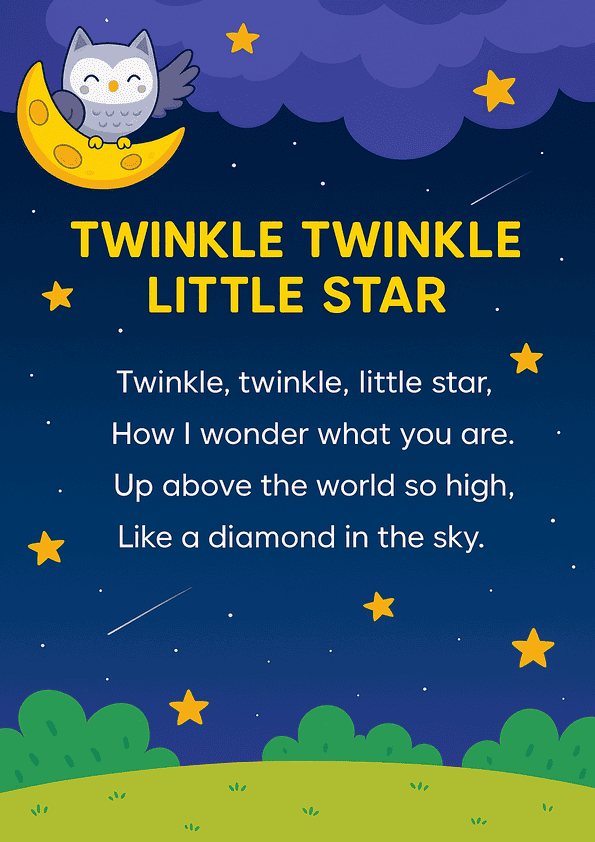 TWINKLE TWINKLE
LITTLE STAR
Twinkle, twinkle, little star,
How I wonder what you are.
Up above the world so high,
Like a diamond in the sky.